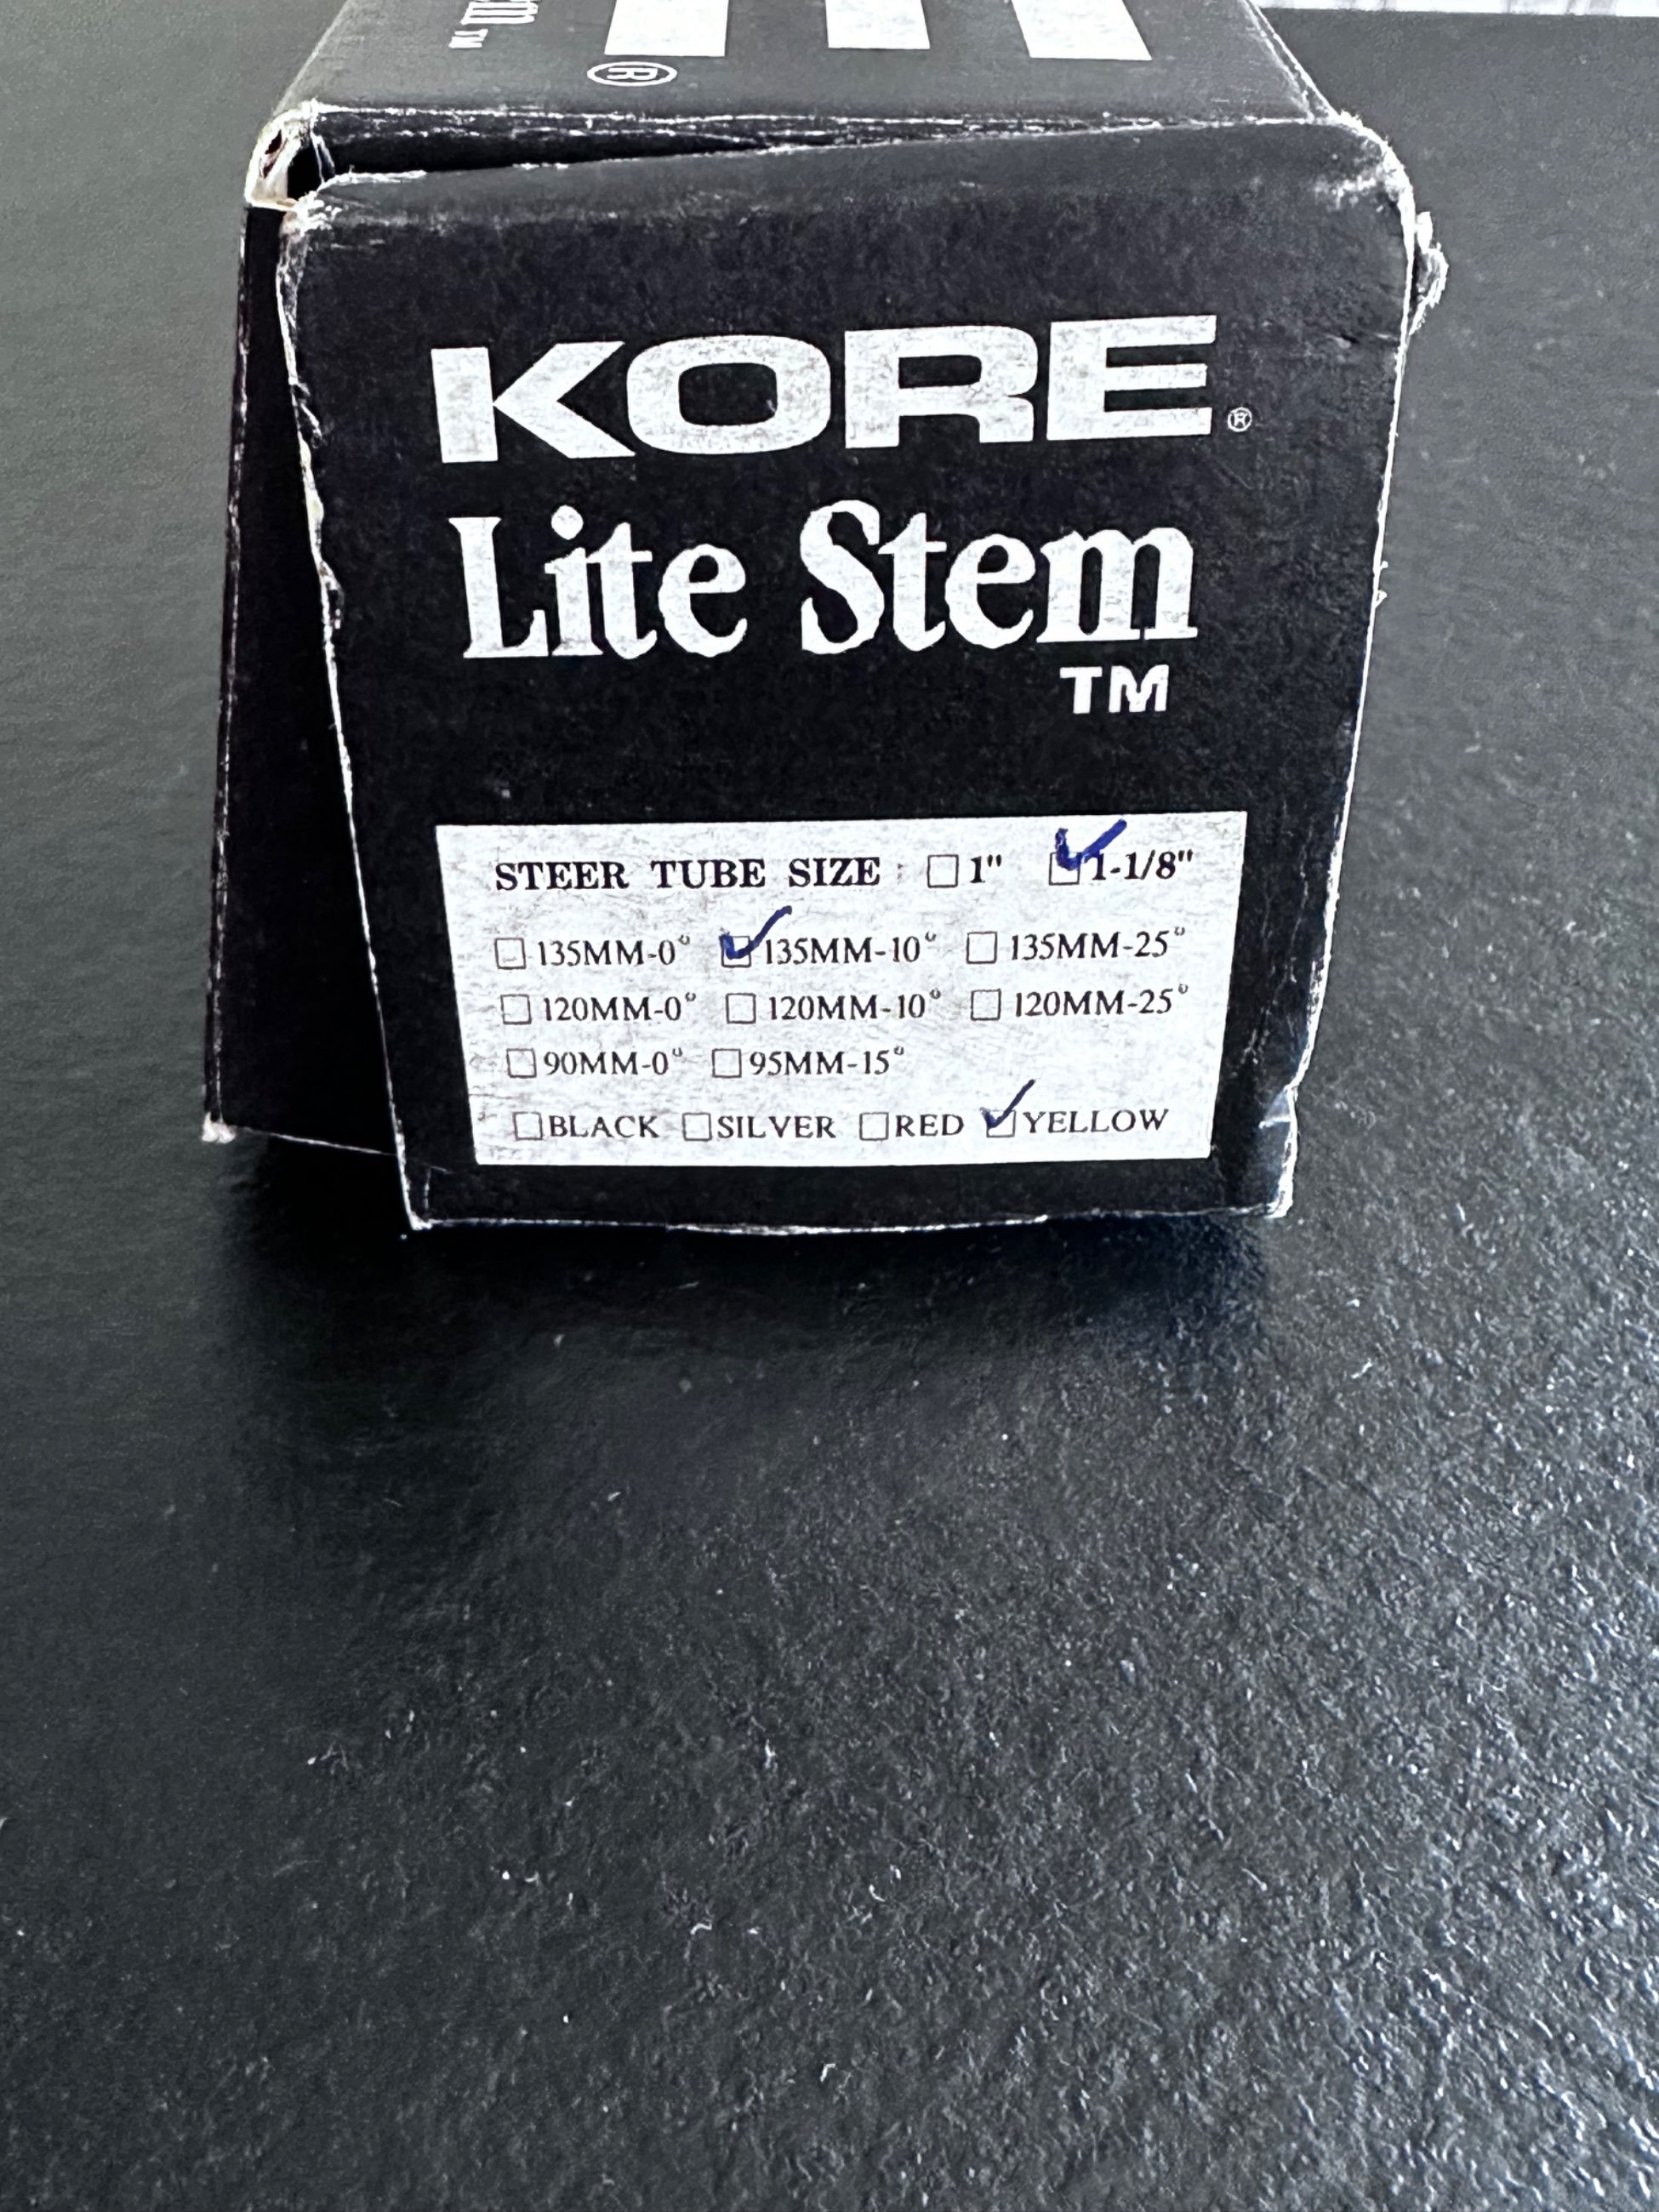 ®
TM
KORE®
Lite Stem
TM
STEER TUBE SIZE : □ 1" ☑ 1-1/8"
□ 135MM-0° ☑ 135MM-10° □ 135MM-25°
□ 120MM-0° □ 120MM-10° □ 120MM-25°
□ 90MM-0° □ 95MM-15°
□ BLACK □ SILVER □ RED ☑ YELLOW